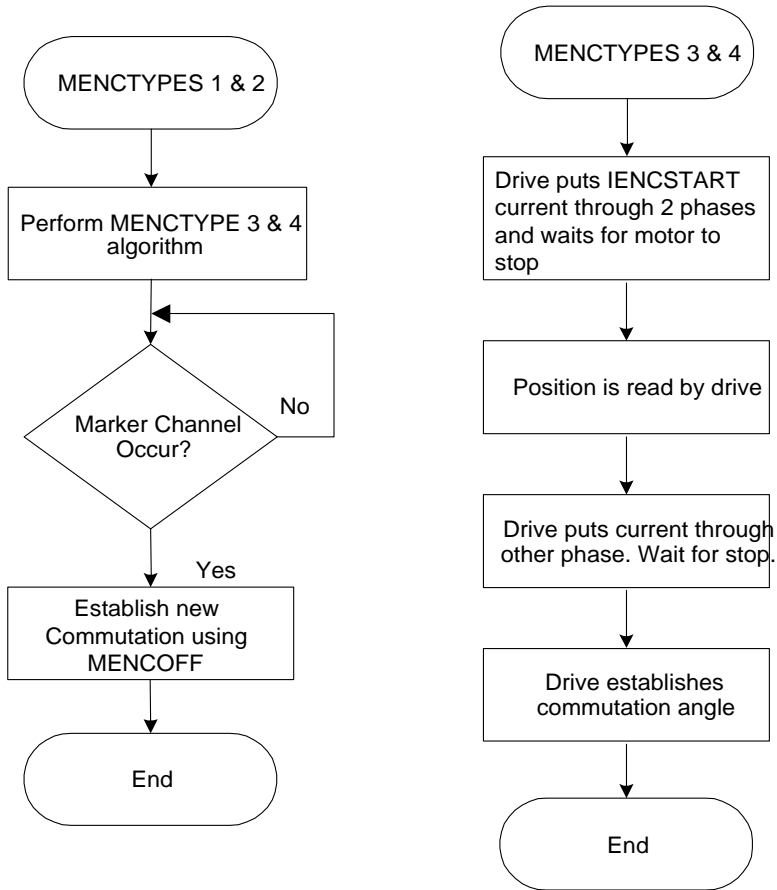 MENCTYPES 1 & 2
Perform MENCTYPE 3 & 4
algorithm
Marker Channel
Occur?
No
Yes
Establish new
Commutation using
MENCOFF
End
MENCTYPES 3 & 4
Drive puts IENCSTART
current through 2 phases
and waits for motor to
stop
Position is read by drive
Drive puts current through
other phase. Wait for stop.
Drive establishes
commutation angle
End